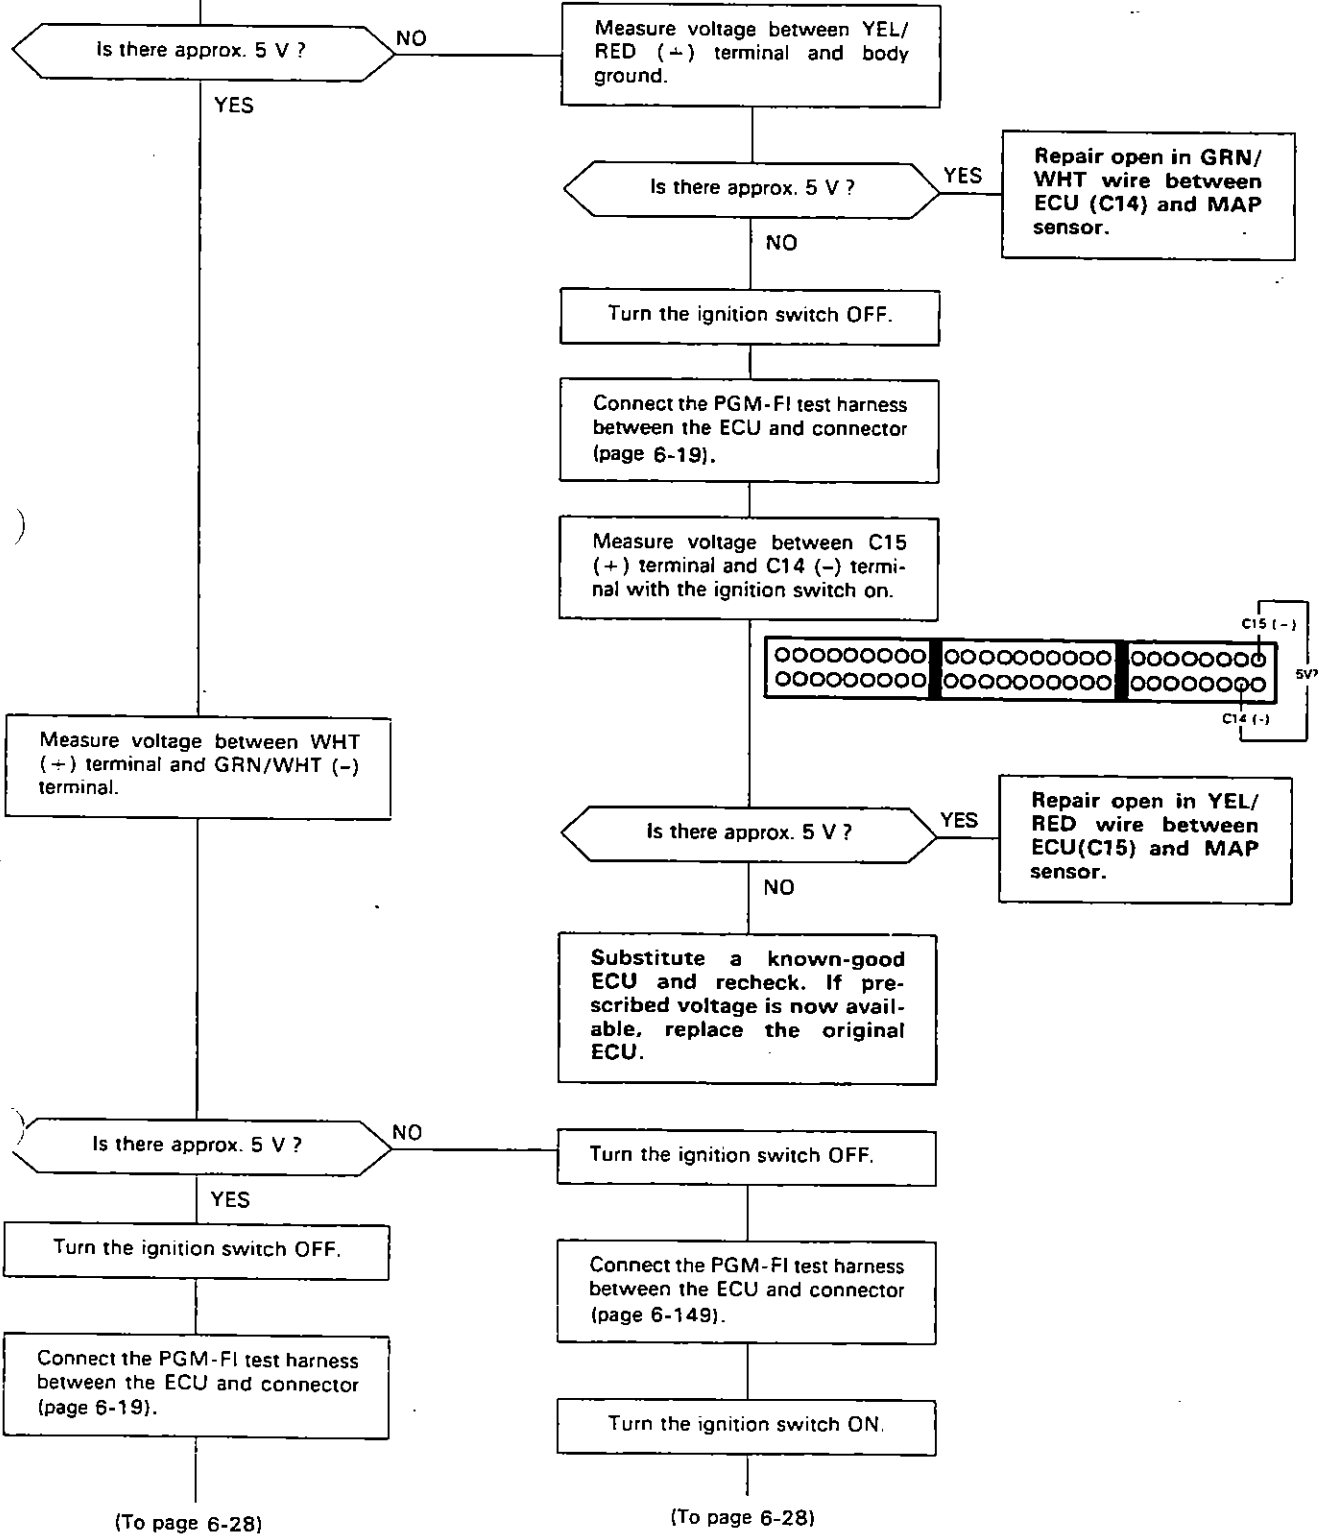 Is there approx. 5 V ?
NO
YES
Measure voltage between YEL/
RED (+) terminal and body
ground.
Is there approx. 5 V ?
YES
NO
Repair open in GRN/
WHT wire between
ECU (C14) and MAP
sensor.
Turn the ignition switch OFF.
Connect the PGM-FI test harness
between the ECU and connector
(page 6-19).
Measure voltage between C15
(+) terminal and C14 (-) termi-
nal with the ignition switch on.
C15 (-)
5V?
C14 (-)
Measure voltage between WHT
(+) terminal and GRN/WHT (-)
terminal.
Is there approx. 5 V ?
YES
NO
Repair open in YEL/
RED wire between
ECU(C15) and MAP
sensor.
Substitute a known-good
ECU and recheck. If pre-
scribed voltage is now avail-
able, replace the original
ECU.
Is there approx. 5 V ?
NO
YES
Turn the ignition switch OFF.
Connect the PGM-FI test harness
between the ECU and connector
(page 6-19).
(To page 6-28)
Turn the ignition switch OFF.
Connect the PGM-FI test harness
between the ECU and connector
(page 6-149).
Turn the ignition switch ON.
(To page 6-28)